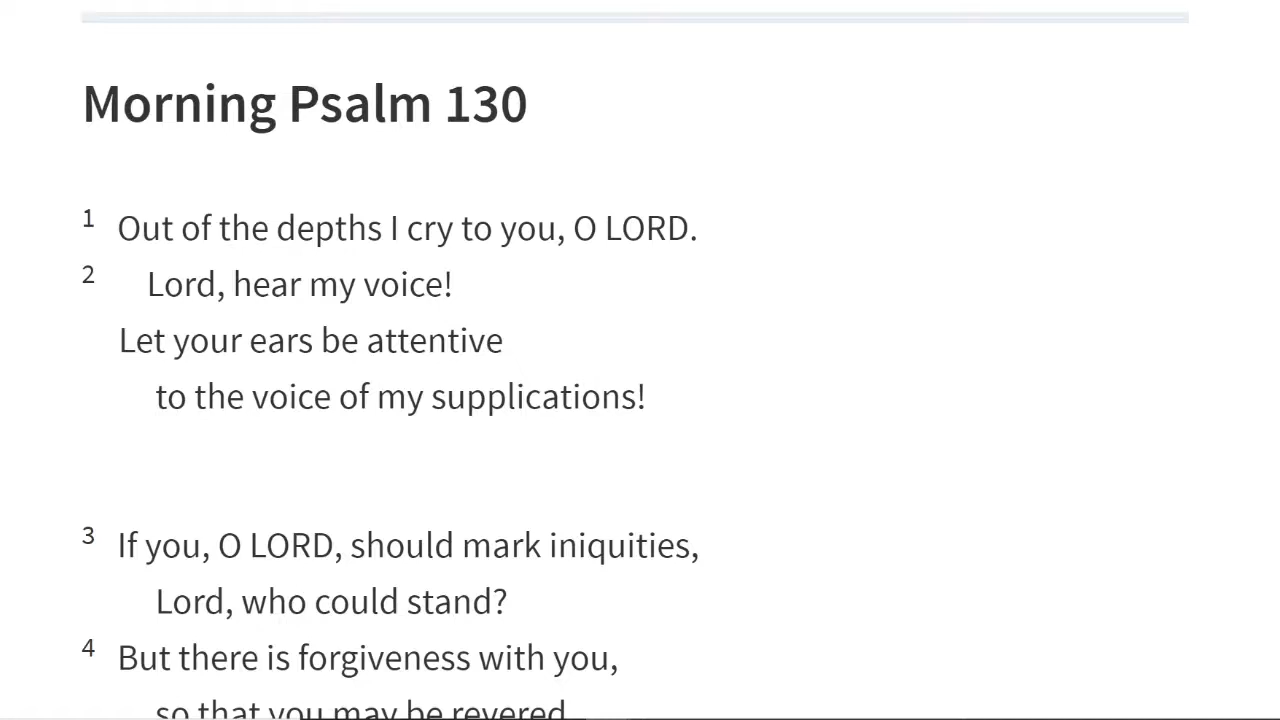 Morning Psalm 130
1 Out of the depths I cry to you, O LORD.
2 Lord, hear my voice!
Let your ears be attentive
to the voice of my supplications!
3 If you, O LORD, should mark iniquities,
Lord, who could stand?
4 But there is forgiveness with you,
so that you may be revered